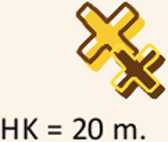 HK = 20 m.